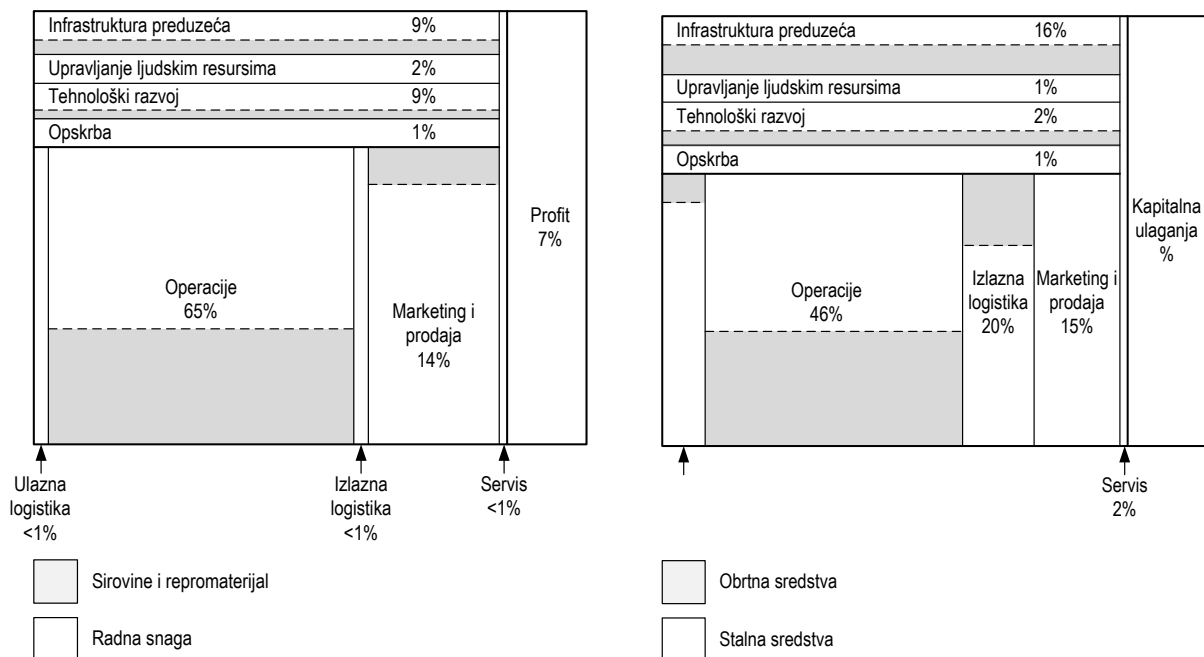 Infrastruktura preduzeća 9%
Upravljanje ljudskim resursima 2%
Tehnološki razvoj 9%
Opskrba 1%
Operacije
65%
Marketing i
prodaja
14%
Profit
7%
Ulazna
logistika
<1%
Izlazna
logistika
<1%
Servis
<1%
Sirovine i repromaterijal
Radna snaga
Infrastruktura preduzeća 16%
Upravljanje ljudskim resursima 1%
Tehnološki razvoj 2%
Opskrba 1%
Operacije
46%
Izlazna
logistika
20%
Marketing i
prodaja
15%
Kapitalna
ulaganja
%
Servis
2%
Obrtna sredstva
Stalna sredstva